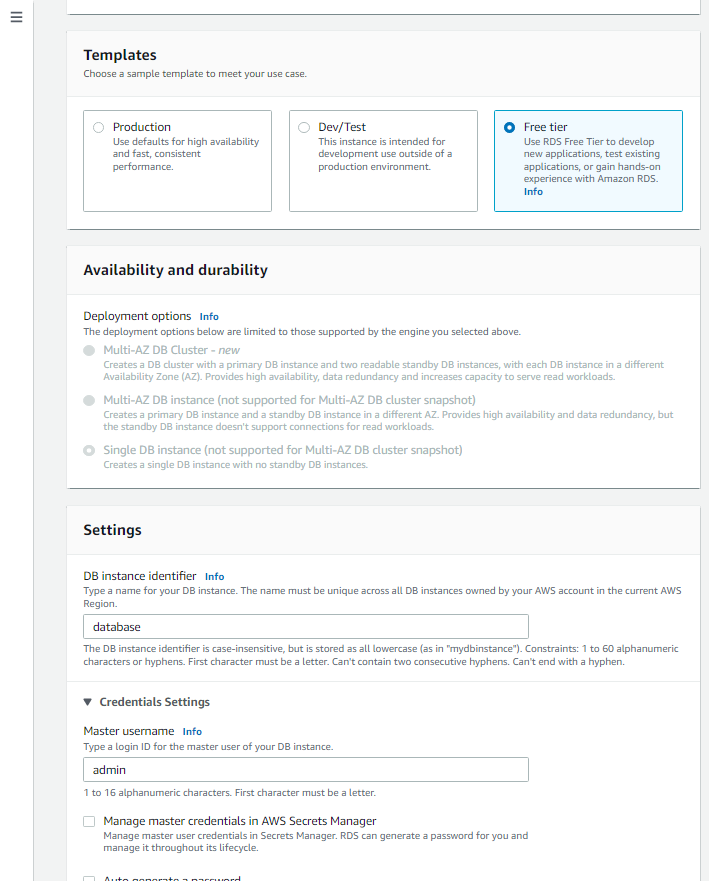 Templates
Choose a sample template to meet your use case.
Production
Use defaults for high availability
and fast, consistent
performance.
Dev/Test
This instance is intended for
development use outside of a
production environment.
Free tier
Use RDS Free Tier to develop
new applications, test existing
applications, or gain hands-on
experience with Amazon RDS.
Info
Availability and durability
Deployment options Info
The deployment options below are limited to those supported by the engine you selected above.
Multi-AZ DB Cluster - new
Creates a DB cluster with a primary DB instance and two readable standby DB instances, with each DB instance in a different
Availability Zone (AZ). Provides high availability, data redundancy and increases capacity to serve read workloads.
Multi-AZ DB instance (not supported for Multi-AZ DB cluster snapshot)
Creates a primary DB instance and a standby DB instance in a different AZ. Provides high availability and data redundancy, but
the standby DB instance doesn't support connections for read workloads.
Single DB instance (not supported for Multi-AZ DB cluster snapshot)
Creates a single DB instance with no standby DB instances.
Settings
DB instance identifier Info
Type a name for your DB instance. The name must be unique across all DB instances owned by your AWS account in the current AWS
Region.
database
The DB instance identifier is case-insensitive, but is stored as all lowercase (as in "mydbinstance"). Constraints: 1 to 60 alphanumeric
characters or hyphens. First character must be a letter. Can't contain two consecutive hyphens. Can't end with a hyphen.
Credentials Settings
Master username Info
Type a login ID for the master user of your DB instance.
admin
1 to 16 alphanumeric characters. First character must be a letter.
Manage master credentials in AWS Secrets Manager
Manage master user credentials in Secrets Manager. RDS can generate a password for you and
manage it throughout its lifecycle.
Auto generate a password